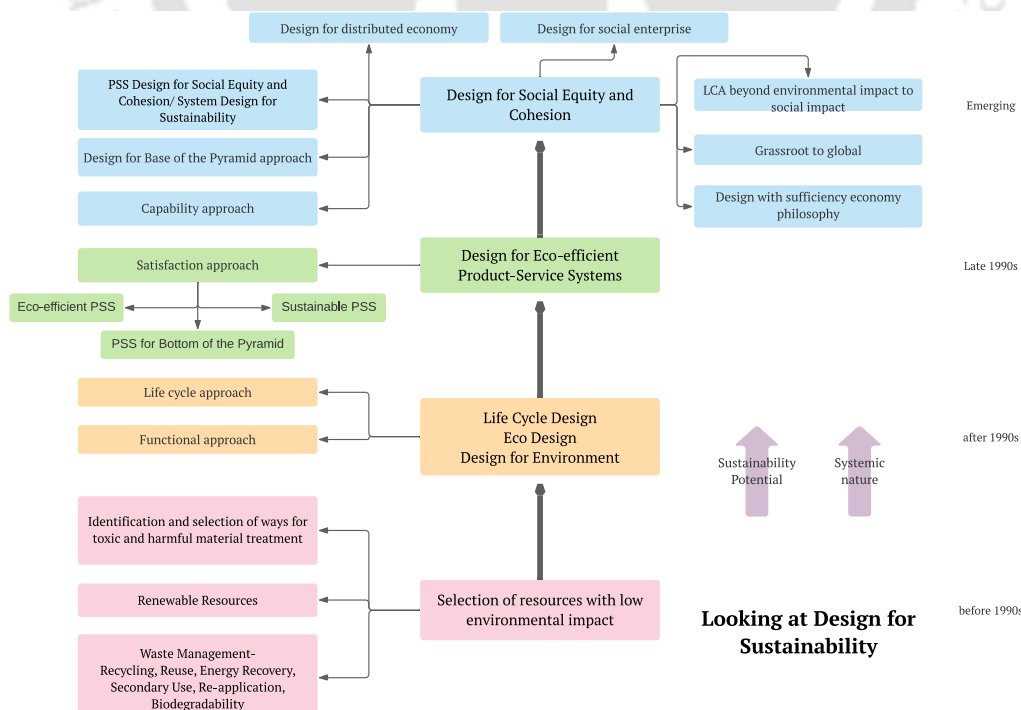 Design for distributed economy
Design for social enterprise
PSS Design for Social Equity and
Cohesion/ System Design for
Sustainability
Design for Social Equity and
Cohesion
LCA beyond environmental impact to
social impact
Emerging
Design for Base of the Pyramid approach
Grassroot to global
Capability approach
Design with sufficiency economy
philosophy
Satisfaction approach
Design for Eco-efficient
Product-Service Systems
Late 1990s
Eco-efficient PSS
Sustainable PSS
PSS for Bottom of the Pyramid
Life cycle approach
Functional approach
Life Cycle Design
Eco Design
Design for Environment
Sustainability
Potential
Systemic
nature
after 1990s
Identification and selection of ways for
toxic and harmful material treatment
Renewable Resources
Selection of resources with low
environmental impact
Looking at Design for
Sustainability
before 1990s
Waste Management-
Recycling, Reuse, Energy Recovery,
Secondary Use, Re-application,
Biodegradability